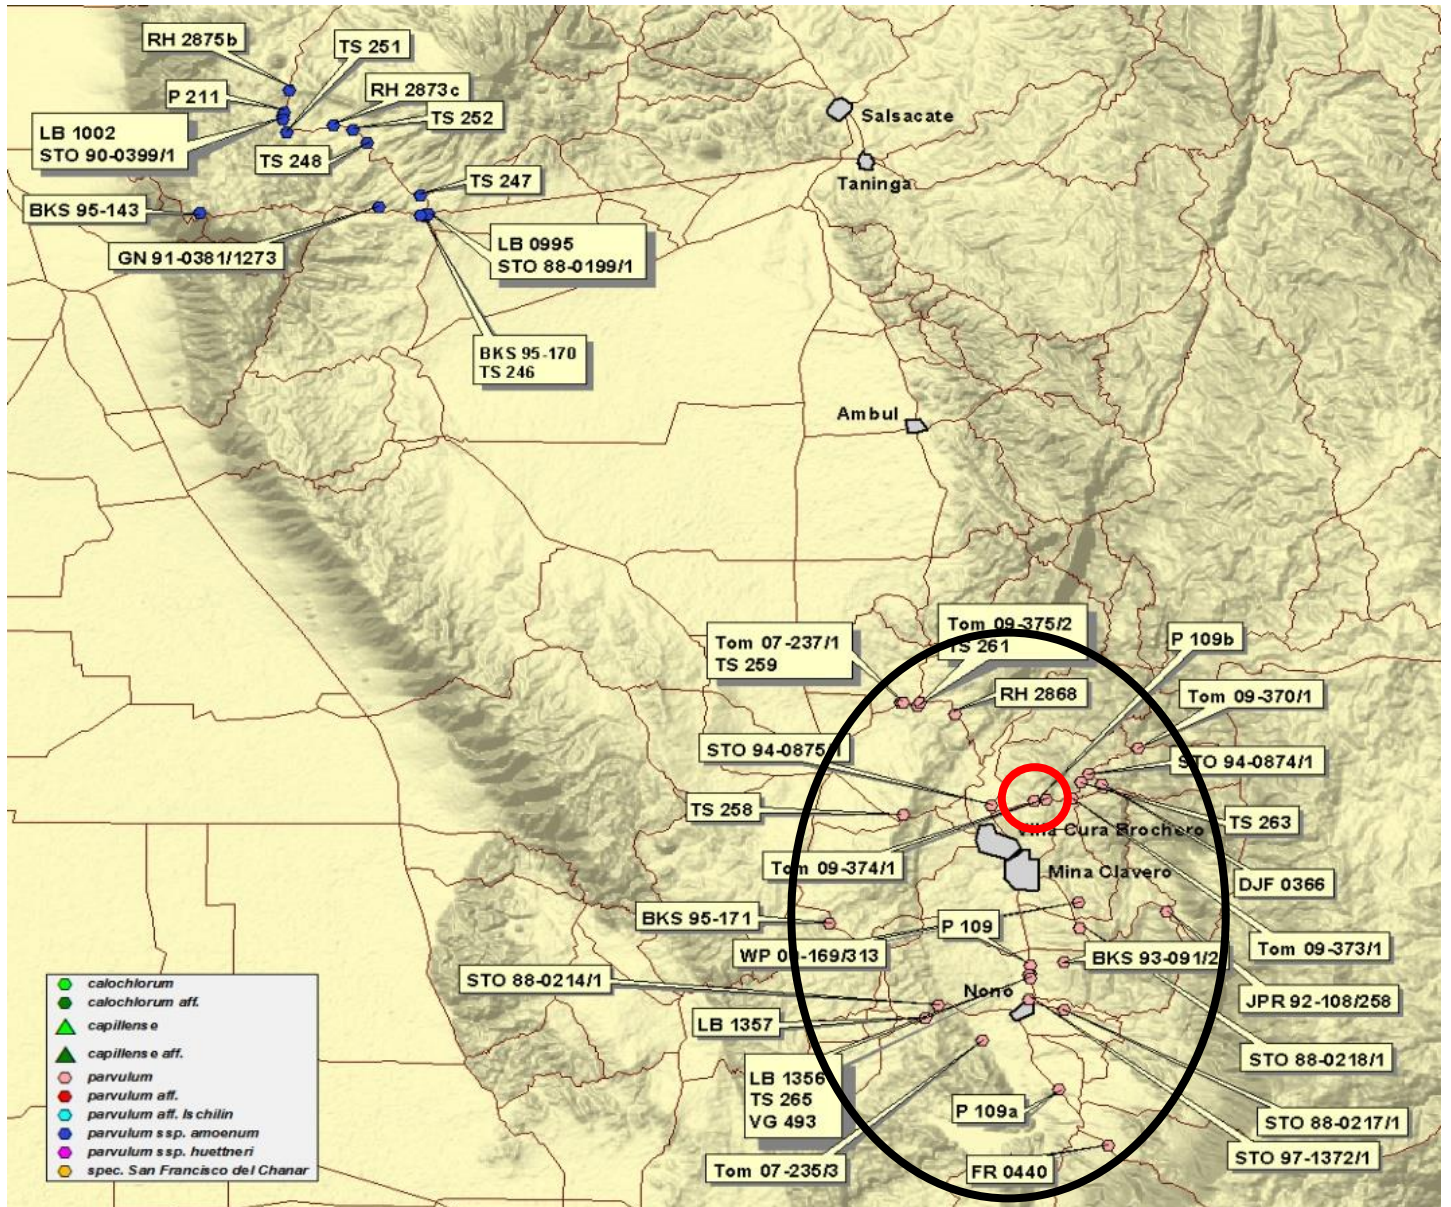 RH 2875b
TS 251
P 211
RH 2873c
LB 1002
STO 90-0399/1
TS 252
TS 248
TS 247
BKS 95-143
GN 91-0381/1273
LB 0995
STO 88-0199/1
BKS 95-170
TS 246
Salsacate
Taninga
Ambul
Tom 07-237/1
TS 259
Tom 09-375/2
TS 261
P 109b
RH 2868
Tom 09-370/1
STO 94-0875/1
STO 94-0874/1
TS 258
TS 263
Villa Cura Brochero
Tom 09-374/1
Mina Clavero
DJF 0366
BKS 95-171
P 109
Tom 09-373/1
WP 0 -169/313
BKS 93-091/2
STO 88-0214/1
Nono
JPR 92-108/258
LB 1357
STO 88-0218/1
LB 1356
TS 265
VG 493
P 109a
STO 88-0217/1
Tom 07-235/3
FR 0440
STO 97-1372/1
calochlorum
calochlorum aff.
capillense
capillense aff.
parvulum
parvulum aff.
parvulum aff. Ischilin
parvulum ssp. amoenum
parvulum ssp. huettneri
spec. San Francisco del Chanar